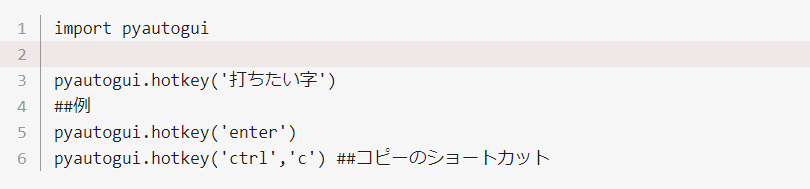 1 import pyautogui
2
3 pyautogui.hotkey('打ちたい字')
4 ##例
5 pyautogui.hotkey('enter')
6 pyautogui.hotkey('ctrl','c') ##コピーのショートカット